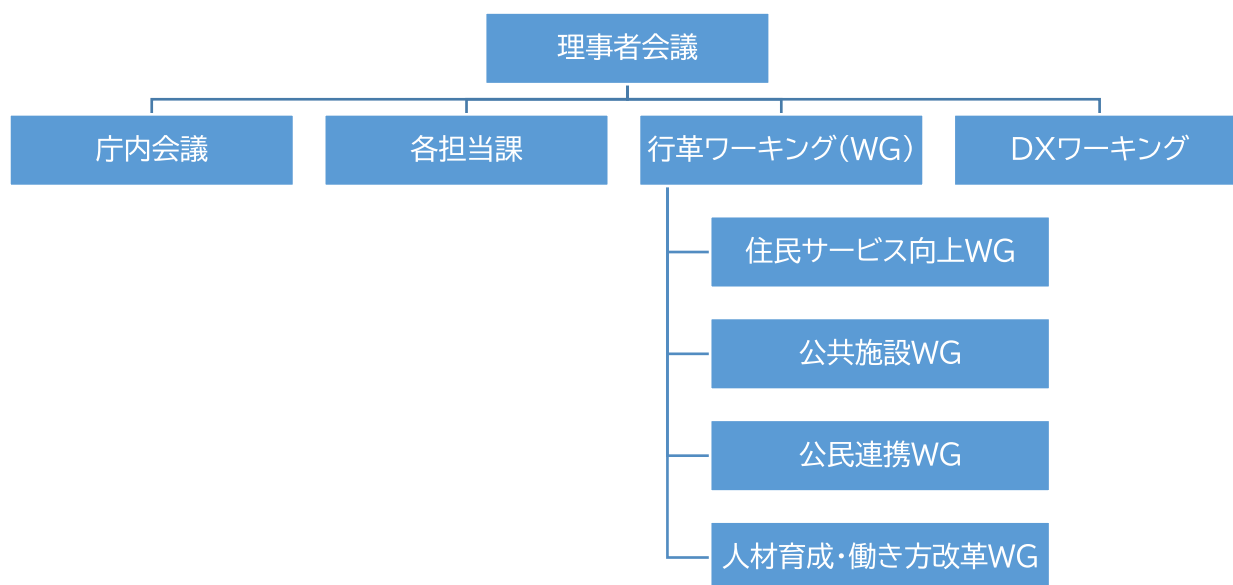 理事者会議
庁内会議
各担当課
行革ワーキング(WG)
DXワーキング
住民サービス向上WG
公共施設WG
公民連携WG
人材育成・働き方改革WG